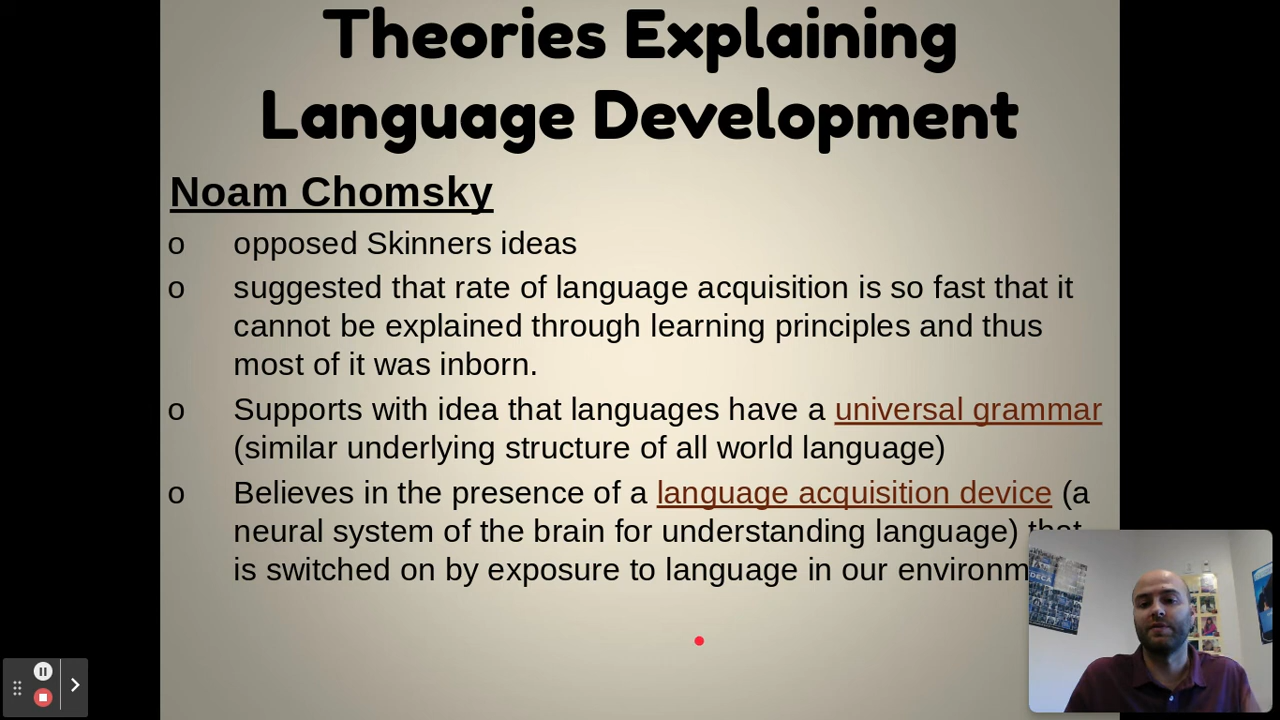 Theories Explaining
Language Development
Noam Chomsky
o opposed Skinners ideas
o suggested that rate of language acquisition is so fast that it
cannot be explained through learning principles and thus
most of it was inborn.
o Supports with idea that languages have a universal grammar
(similar underlying structure of all world language)
o Believes in the presence of a language acquisition device (a
neural system of the brain for understanding language) that
is switched on by exposure to language in our environm
DECA